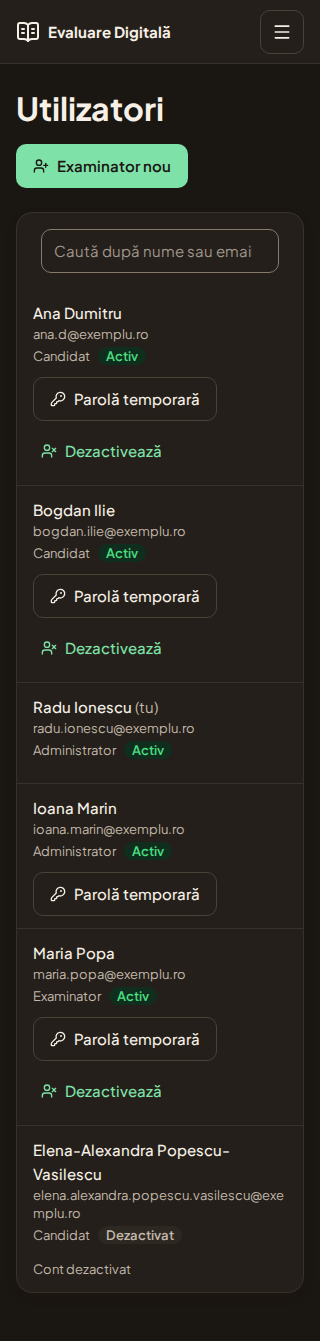 Evaluare Digitală
Utilizatori
Examinator nou
Caută după nume sau emai
Ana Dumitru
ana.d@exemplu.ro
Candidat Activ
Parolă temporară
Dezactivează
Bogdan Ilie
bogdan.ilie@exemplu.ro
Candidat Activ
Parolă temporară
Dezactivează
Radu Ionescu (tu)
radu.ionescu@exemplu.ro
Administrator Activ
Ioana Marin
ioana.marin@exemplu.ro
Administrator Activ
Parolă temporară
Maria Popa
maria.popa@exemplu.ro
Examinator Activ
Parolă temporară
Dezactivează
Elena-Alexandra Popescu-
Vasilescu
elena.alexandra.popescu.vasilescu@exe
mplu.ro
Candidat Dezactivat
Cont dezactivat